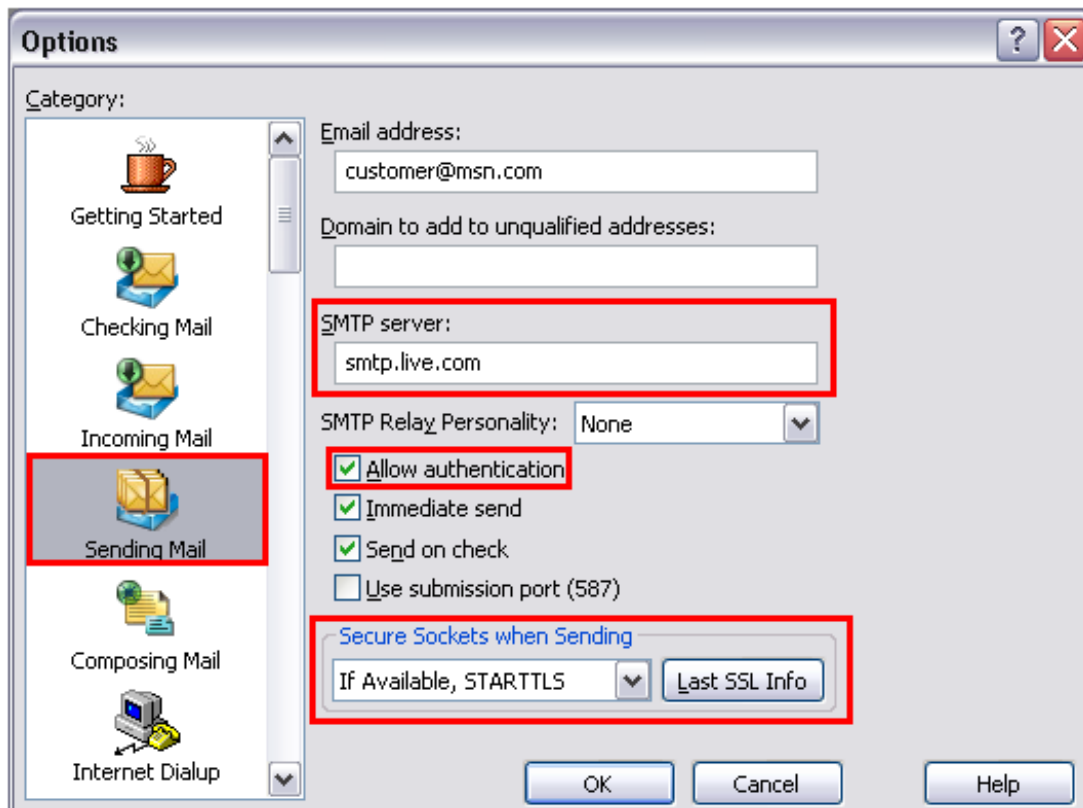 Options
Category:
Getting Started
Checking Mail
Incoming Mail
Sending Mail
Composing Mail
Internet Dialup
Email address:
customer@msn.com
Domain to add to unqualified addresses:
SMTP server:
smtp.live.com
SMTP Relay Personality: None
Allow authentication
Immediate send
Send on check
Use submission port (587)
Secure Sockets when Sending
If Available, STARTTLS Last SSL Info
OK Cancel Help